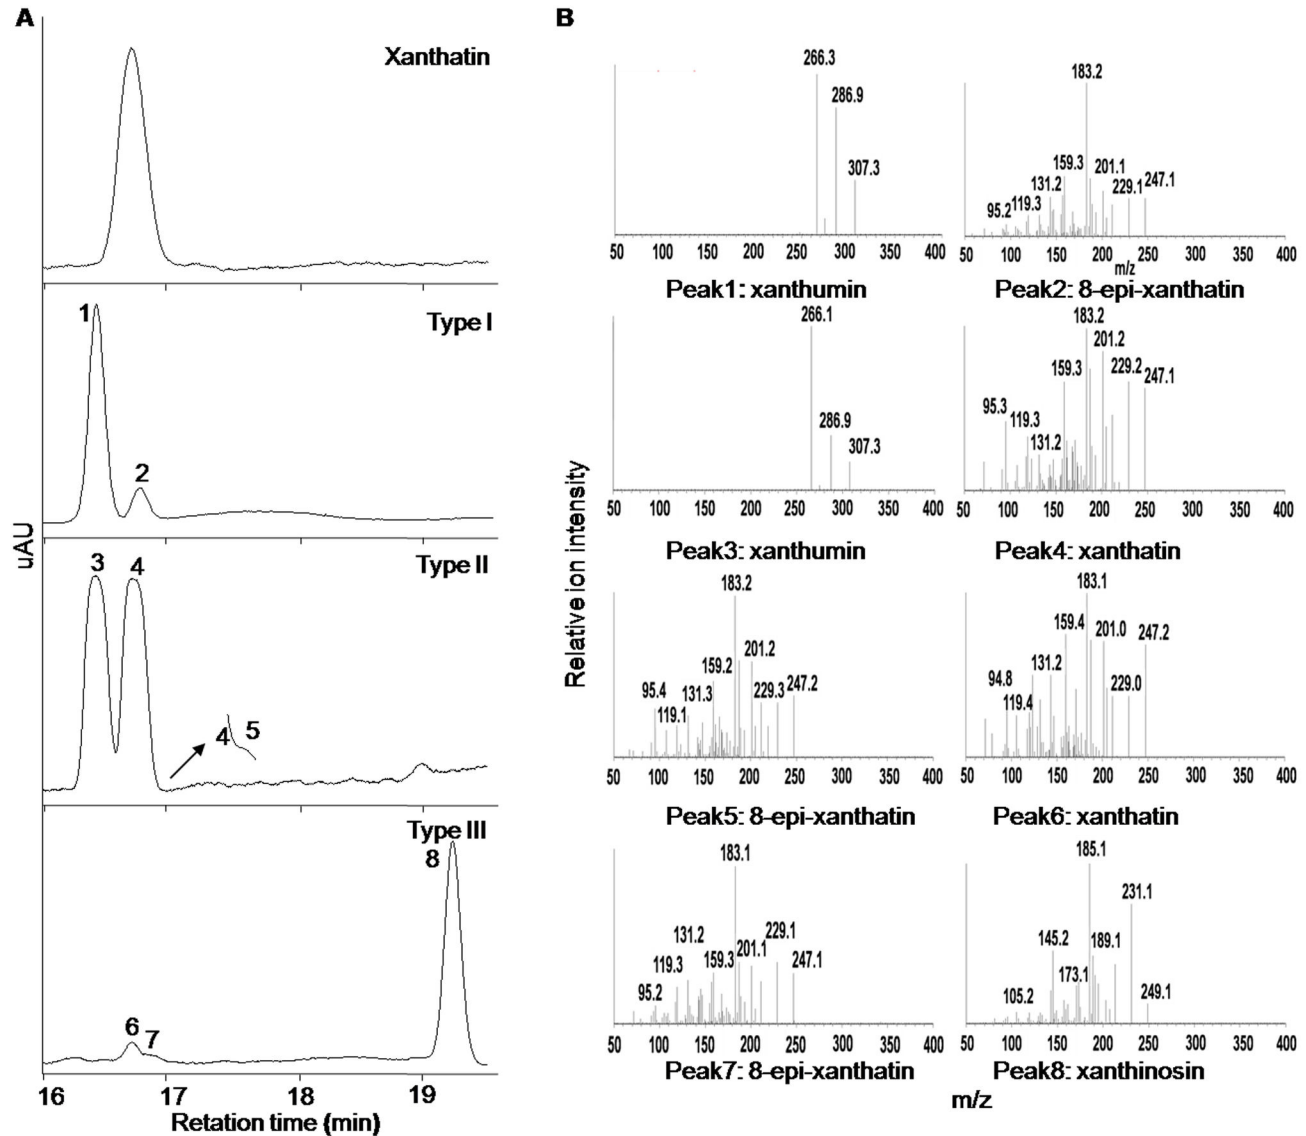 A
Xanthatin
Type I
1
2
Type II
3
4
4
5
Type III
8
6
7
16 17 18 19
Retation time (min)
uAU
B
266.3
286.9
307.3
50 100 150 200 250 300 350 400
Peak1: xanthumin
183.2
159.3
201.1
131.2
247.1
229.1
119.3
95.2
50 100 150 200 250 300 350 400
m/z
Peak2: 8-epi-xanthatin
266.1
286.9
307.3
50 100 150 200 250 300 350 400
Peak3: xanthumin
183.2
201.2
159.3
229.2
247.1
95.3
119.3
131.2
50 100 150 200 250 300 350 400
Peak4: xanthatin
183.2
201.2
159.2
95.4
131.3
229.3
247.2
119.1
50 100 150 200 250 300 350 400
Peak5: 8-epi-xanthatin
183.1
159.4
201.0
247.2
131.2
94.8
119.4
229.0
50 100 150 200 250 300 350 400
Peak6: xanthatin
183.1
131.2
229.1
119.3
159.3
201.1
247.1
95.2
50 100 150 200 250 300 350 400
Peak7: 8-epi-xanthatin
185.1
231.1
145.2
189.1
173.1
105.2
249.1
50 100 150 200 250 300 350 400
Peak8: xanthinosin
Relative ion intensity
m/z